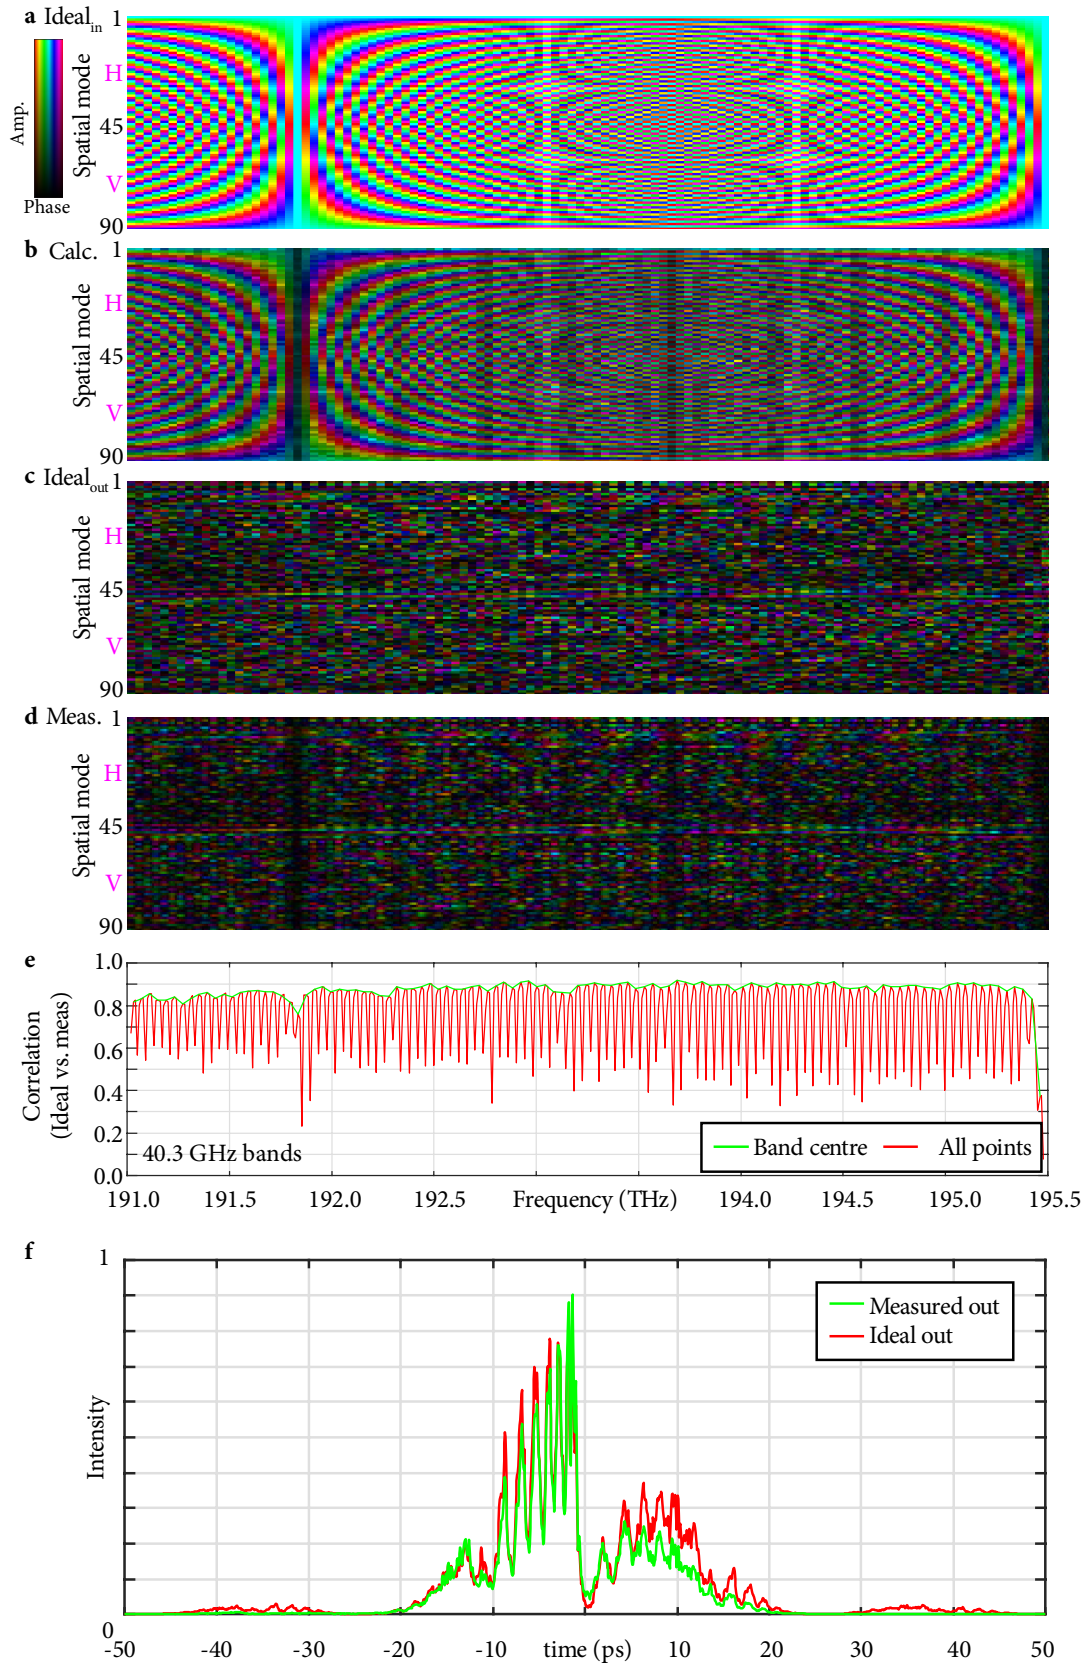 a Ideal_in
1
H
45
V
90
Spatial mode
Amp.
Phase
b Calc.
1
H
45
V
90
Spatial mode
c Ideal_out
1
H
45
V
90
Spatial mode
d Meas.
1
H
45
V
90
Spatial mode
e
1.0
0.8
0.6
0.4
0.2
0.0
Correlation
(Ideal vs. meas)
40.3 GHz bands
Band centre
All points
191.0 191.5 192.0 192.5 Frequency (THz) 194.0 194.5 195.0 195.5
f
1
0
Intensity
Measured out
Ideal out
-50 -40 -30 -20 -10 time (ps) 10 20 30 40 50